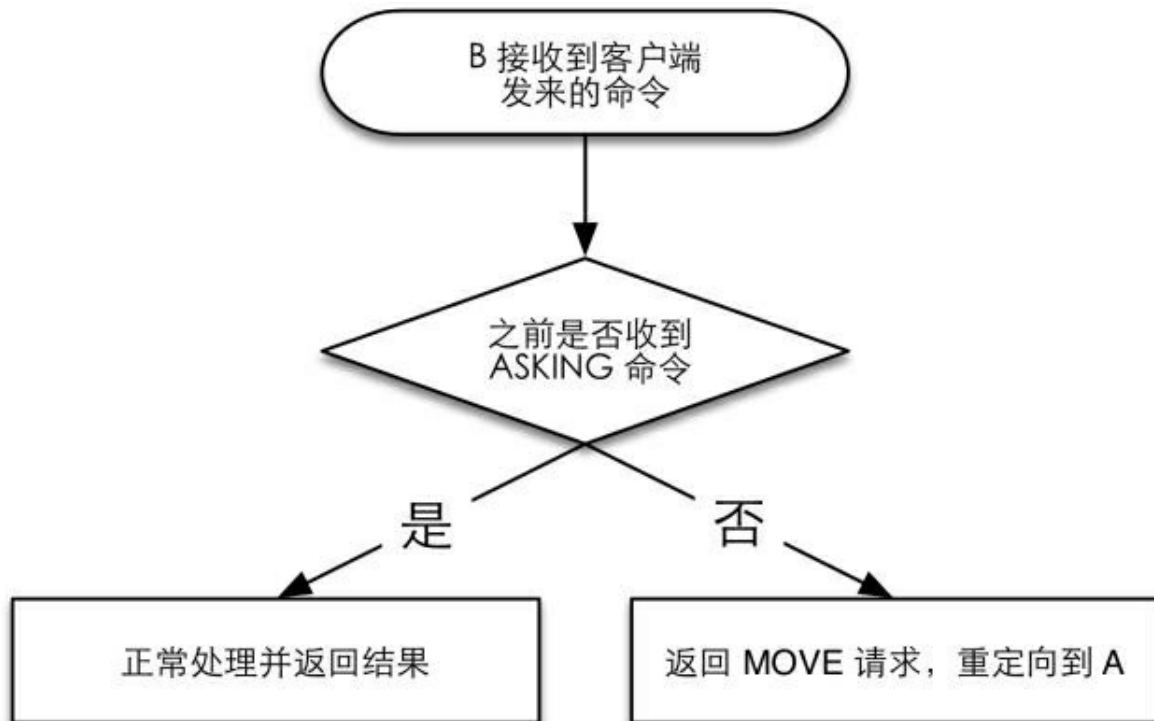 B 接收到客户端
发来的命令
之前是否收到
ASKING 命令
是
否
正常处理并返回结果
返回 MOVE 请求，重定向到 A